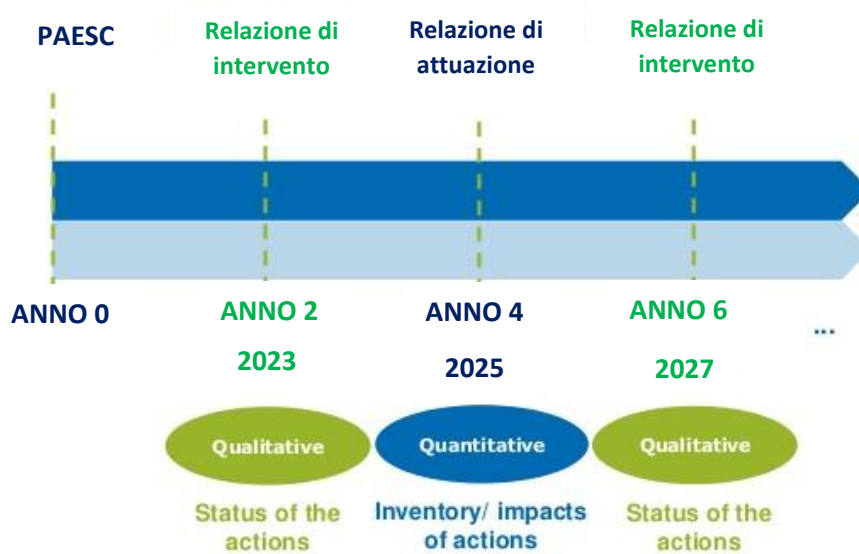 PAESC
Relazione di
intervento
Relazione di
attuazione
Relazione di
intervento
ANNO 0
ANNO 2
2023
ANNO 4
2025
ANNO 6
2027
...
Qualitative
Quantitative
Qualitative
Status of the
actions
Inventory/ impacts
of actions
Status of the
actions